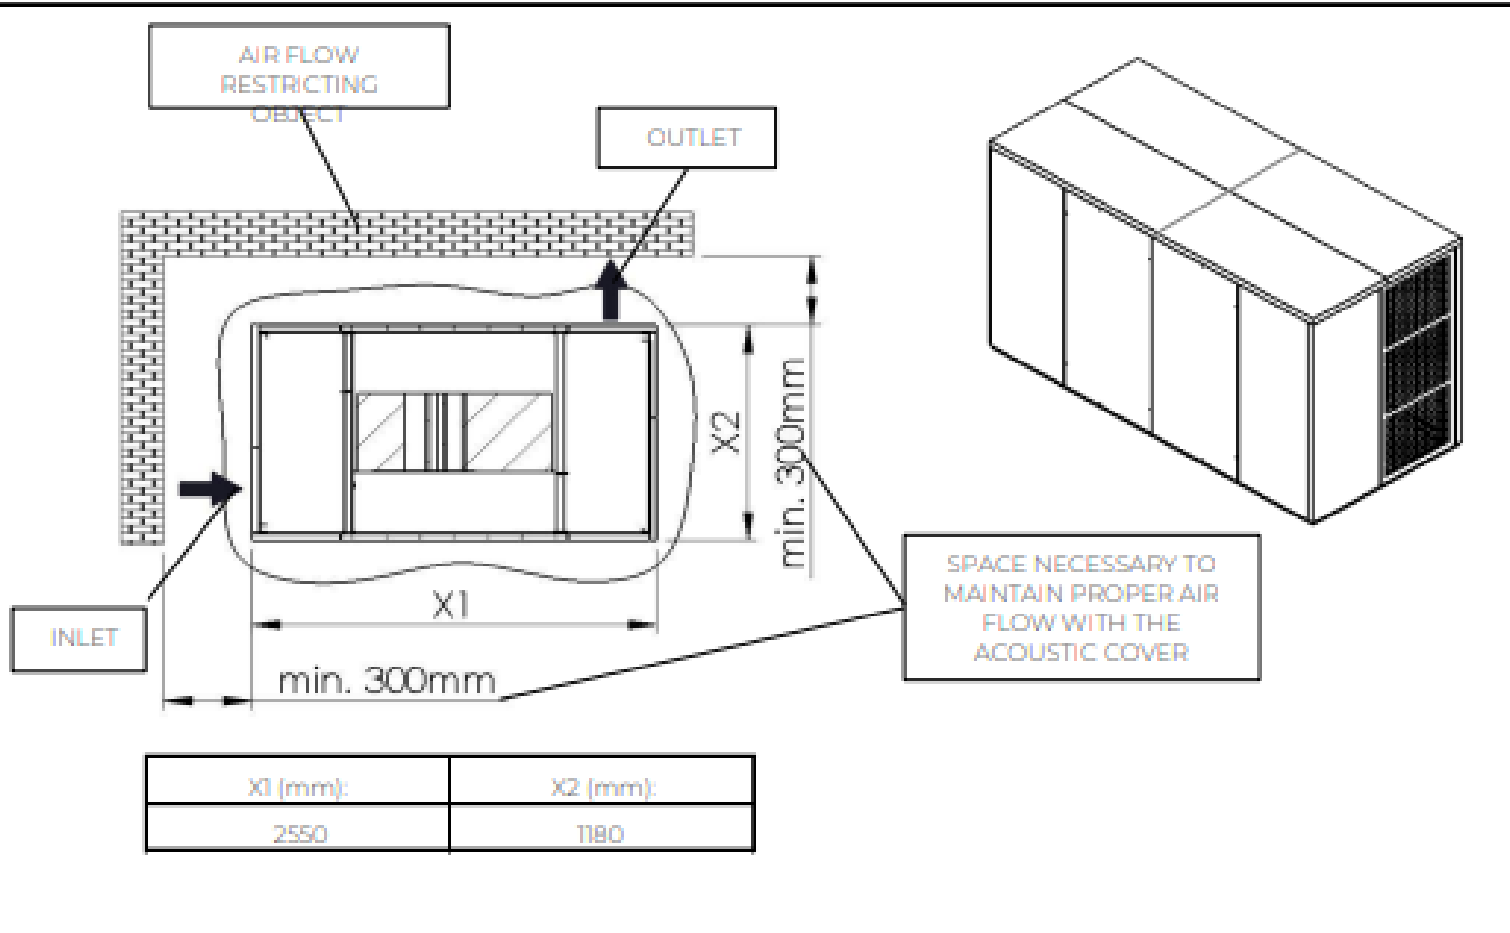 AIR FLOW
RESTRICTING
OBJECT
OUTLET
X2
min. 300mm
INLET
X1
min. 300mm
SPACE NECESSARY TO
MAINTAIN PROPER AIR
FLOW WITH THE
ACOUSTIC COVER
X1 (mm): X2 (mm):
2550 1180